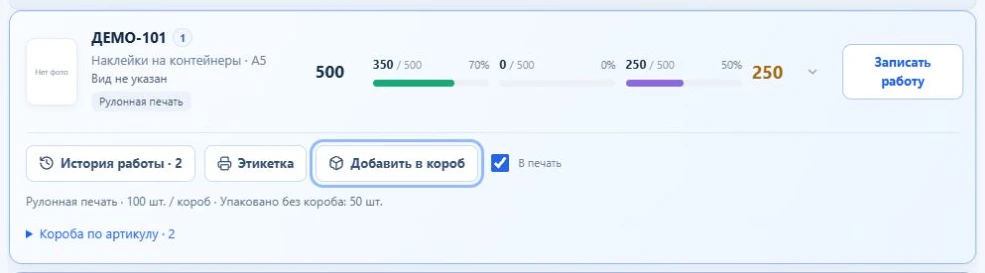 ДЕМО-101 1
Наклейки на контейнеры · А5
Вид не указан
Рулонная печать
Нет фото
500
350 / 500 70%
0 / 500 0%
250 / 500 50%
250
Записать
работу
История работы · 2
Этикетка
Добавить в короб
В печать
Рулонная печать · 100 шт. / короб · Упаковано без короба: 50 шт.
Короба по артикулу · 2